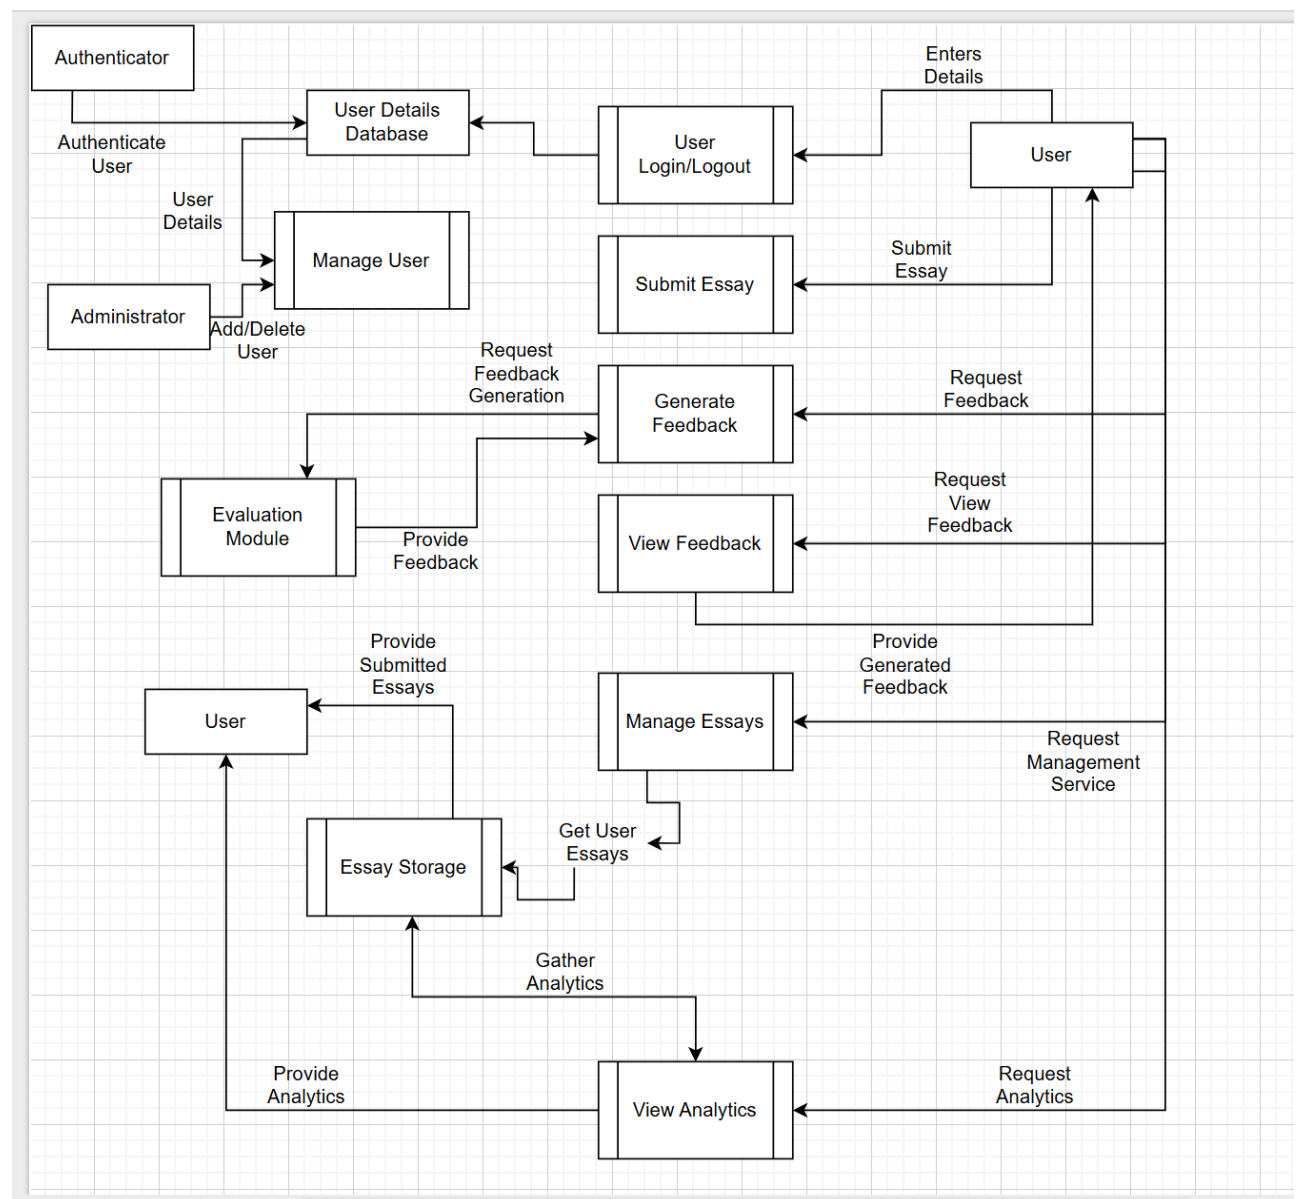 Authenticator
Enters
Details
User Details
Database
User
Login/Logout
User
Authenticate
User
User
Details
Manage User
Submit
Essay
Submit Essay
Administrator
Add/Delete
User
Request
Feedback
Generation
Generate
Feedback
Request
Feedback
Evaluation
Module
Provide
Feedback
View Feedback
Request
View
Feedback
Provide
Submitted
Essays
Provide
Generated
Feedback
User
Manage Essays
Request
Management
Service
Get User
Essays
Essay Storage
Gather
Analytics
Provide
Analytics
View Analytics
Request
Analytics